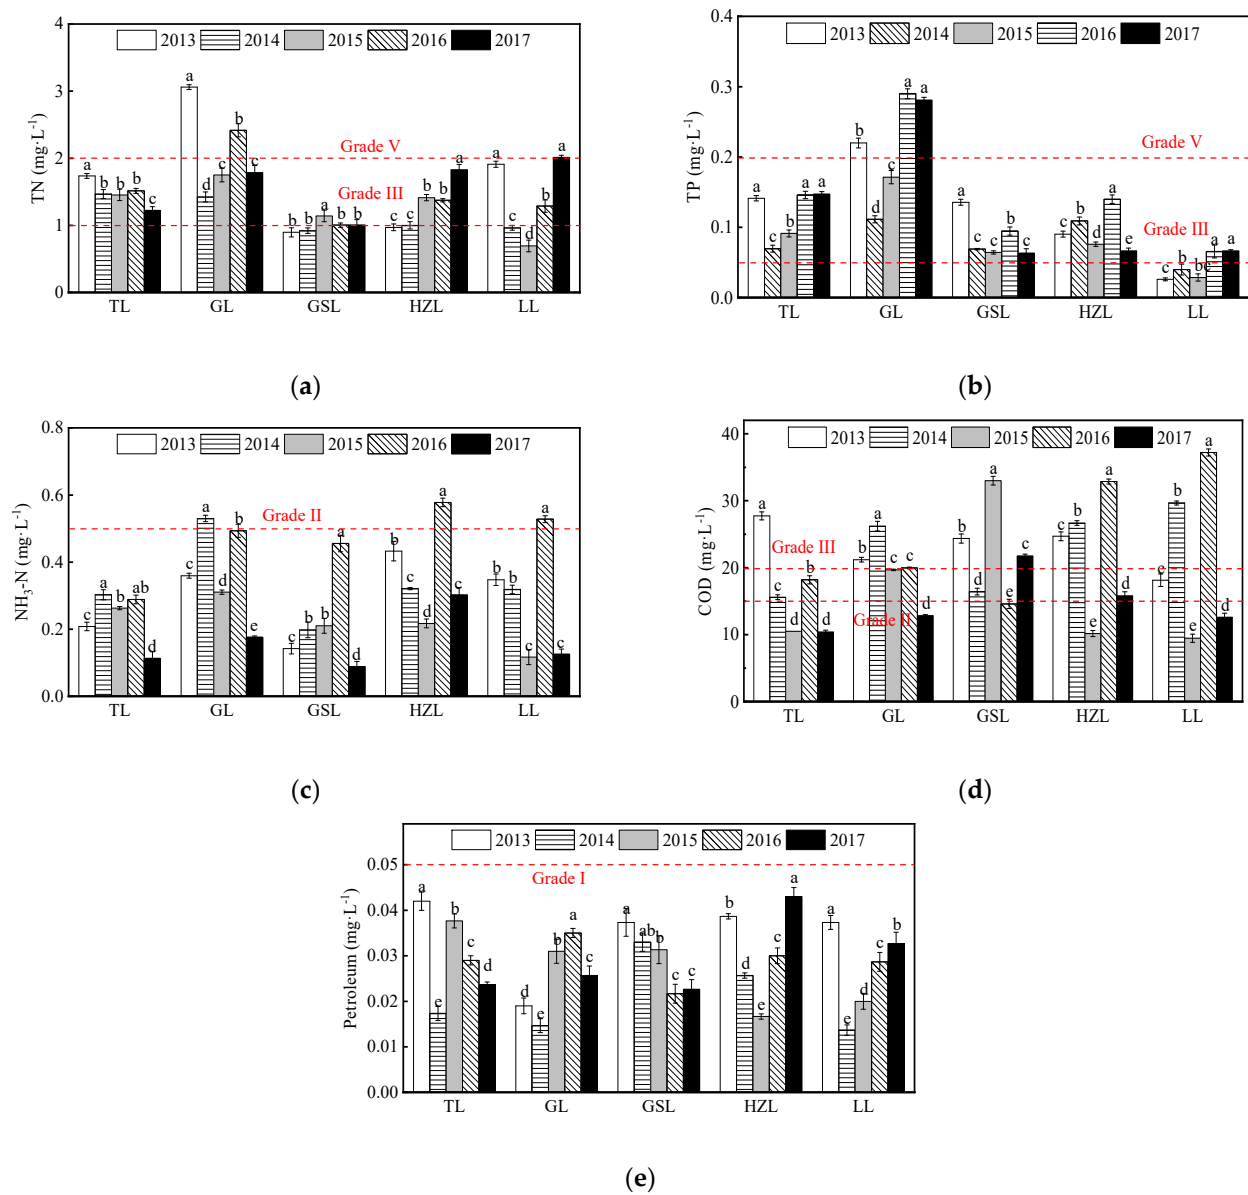 4
3
2
1
0
TN (mg·L⁻¹)
2013 2014 2015 2016 2017
a b b b c
a d c b c
b b a b b
c c b b a
a c d b a
Grade V
Grade III
TL GL GSL HZL LL
(a)
0.4
0.3
0.2
0.1
0.0
TP (mg·L⁻¹)
2013 2014 2015 2016 2017
a c b a a
b d c a a
a c c b c
c b d a e
c b bc a a
Grade V
Grade III
TL GL GSL HZL LL
(b)
0.8
0.6
0.4
0.2
0.0
NH₃-N (mg·L⁻¹)
2013 2014 2015 2016 2017
c a b ab d
c a d b e
c b b a d
b c d a c
b b c a c
Grade II
TL GL GSL HZL LL
(c)
40
30
20
10
0
COD (mg·L⁻¹)
2013 2014 2015 2016 2017
a c d b d
b a c c d
b d a e c
c b e a d
c b e a d
Grade III
Grade II
TL GL GSL HZL LL
(d)
0.05
0.04
0.03
0.02
0.01
0.00
Petroleum (mg·L⁻¹)
2013 2014 2015 2016 2017
Grade I
a e b c d
d e b a c
a ab b c c
b d e c a
a e d c b
TL GL GSL HZL LL
(e)